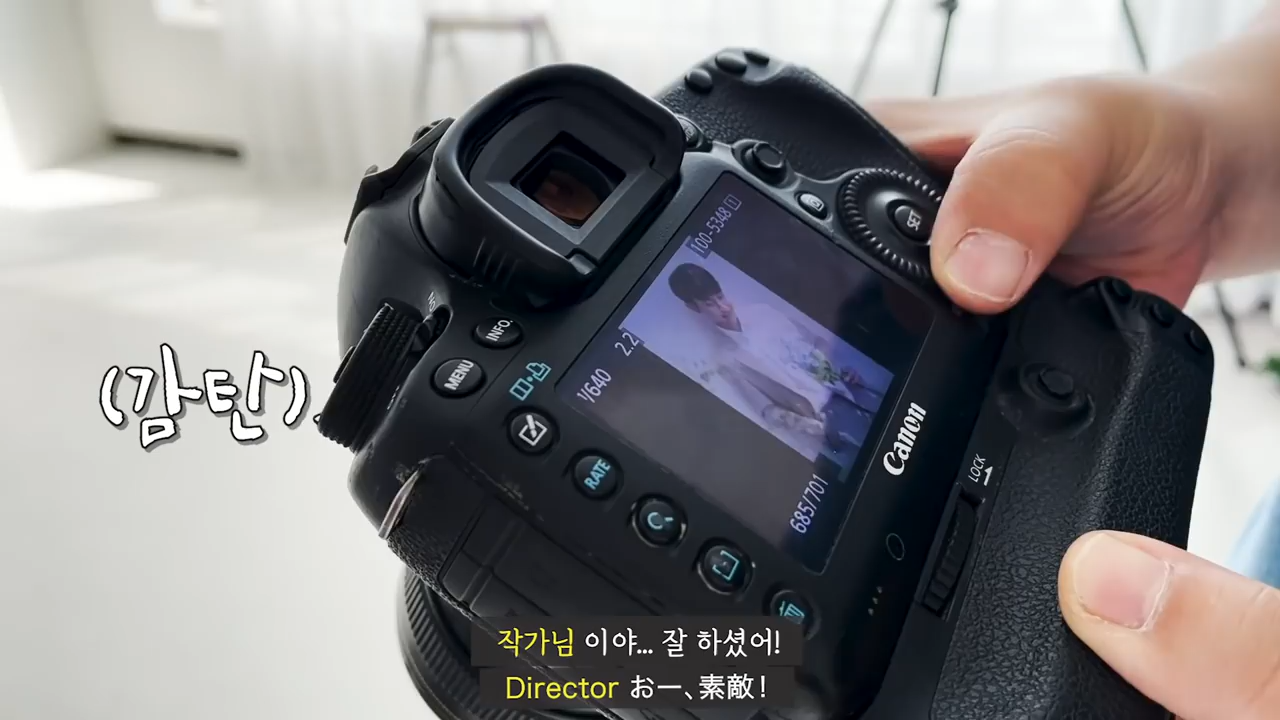 100-5348
2.2
1/640
685/701
INFO.
MENU
RATE
SET
Canon
LOCK
(감탄)
작가님 이야... 잘 하셨어!
Director おー、素敵！